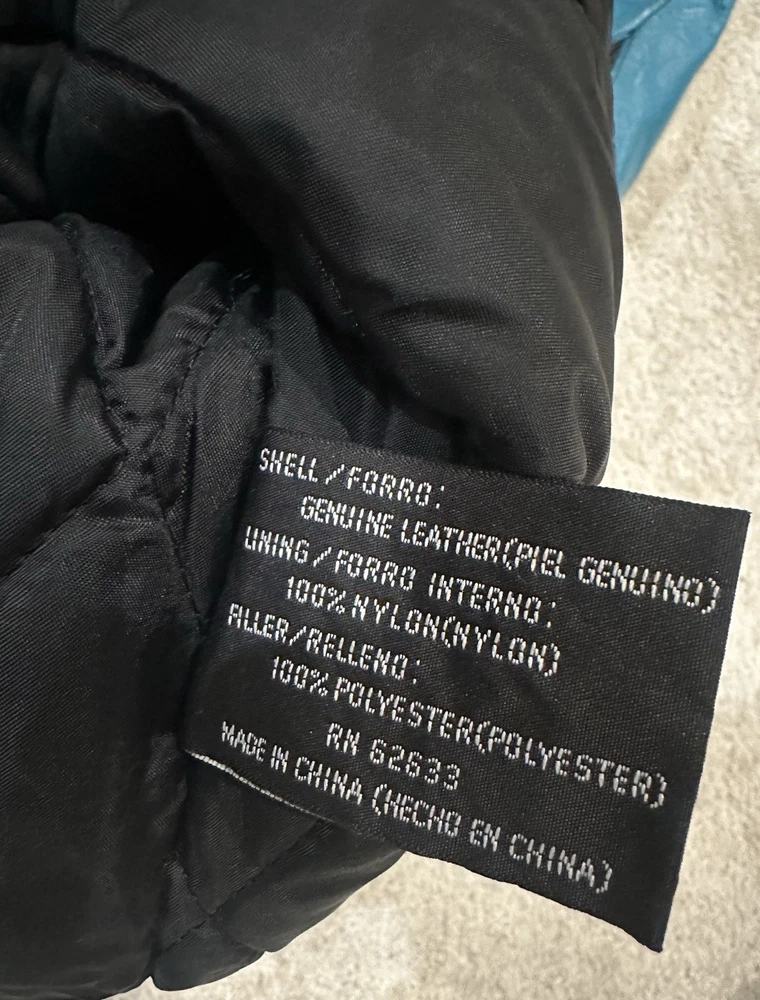 SHELL/FORRO:
GENUINE LEATHER(PIEL GENUINO)
LINING/FORRO INTERNO:
100% NYLON(NYLON)
FILLER/RELLENO:
100% POLYESTER(POLYESTER)
RN 62633
MADE IN CHINA (HECHO EN CHINA)